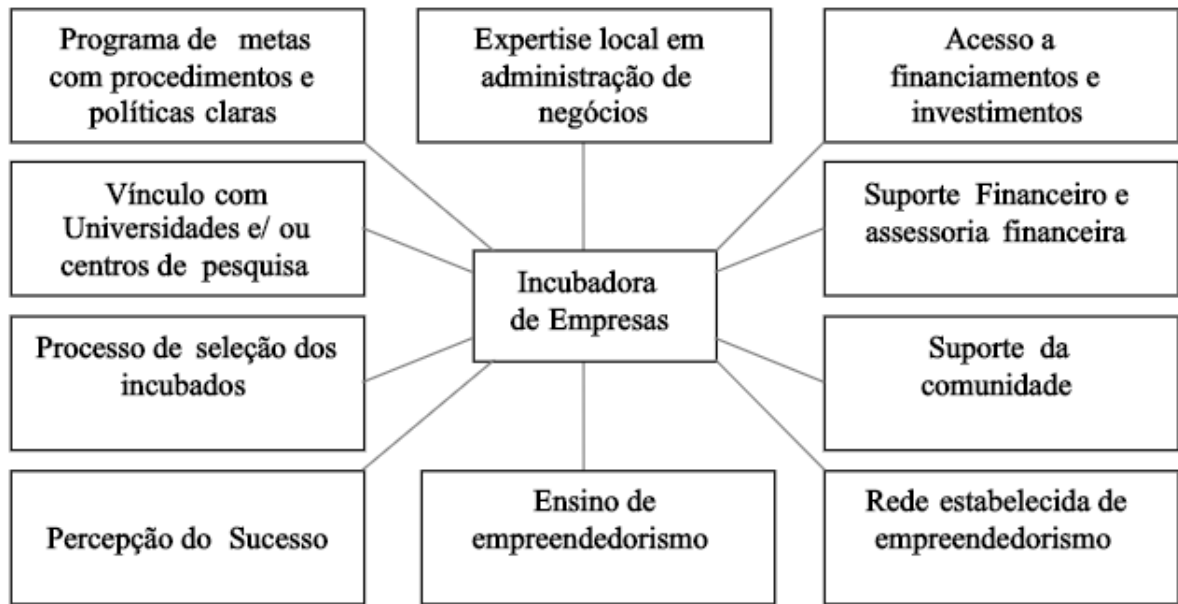 Programa de metas
com procedimentos e
políticas claras
Expertise local em
administração de
negócios
Acesso a
financiamentos e
investimentos
Vínculo com
Universidades e/ ou
centros de pesquisa
Suporte Financeiro e
assessoria financeira
Incubadora
de Empresas
Processo de seleção dos
incubados
Suporte da
comunidade
Percepção do Sucesso
Ensino de
empreendedorismo
Rede estabelecida de
empreendedorismo